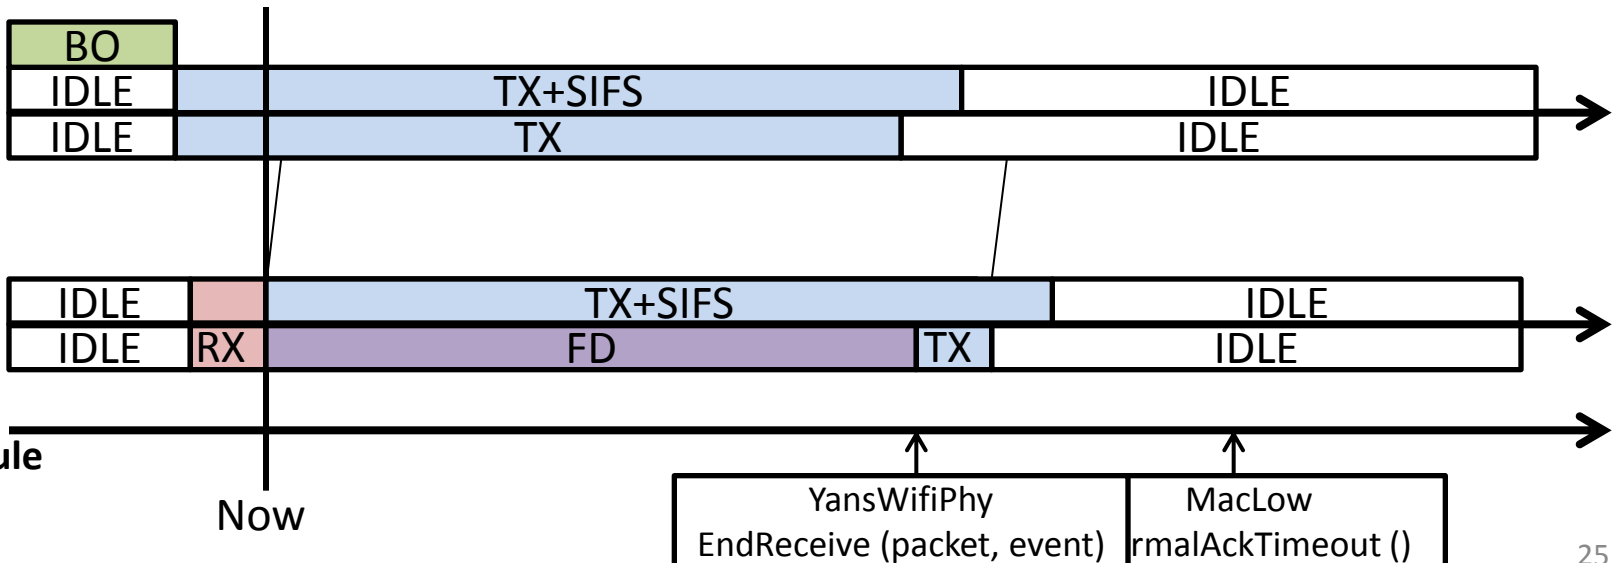 BO
IDLE TX+SIFS IDLE
IDLE TX IDLE
IDLE TX+SIFS IDLE
IDLE RX FD TX IDLE
ule
Now
YansWifiPhy
EndReceive (packet, event)
MacLow
rmalAckTimeout ()
25